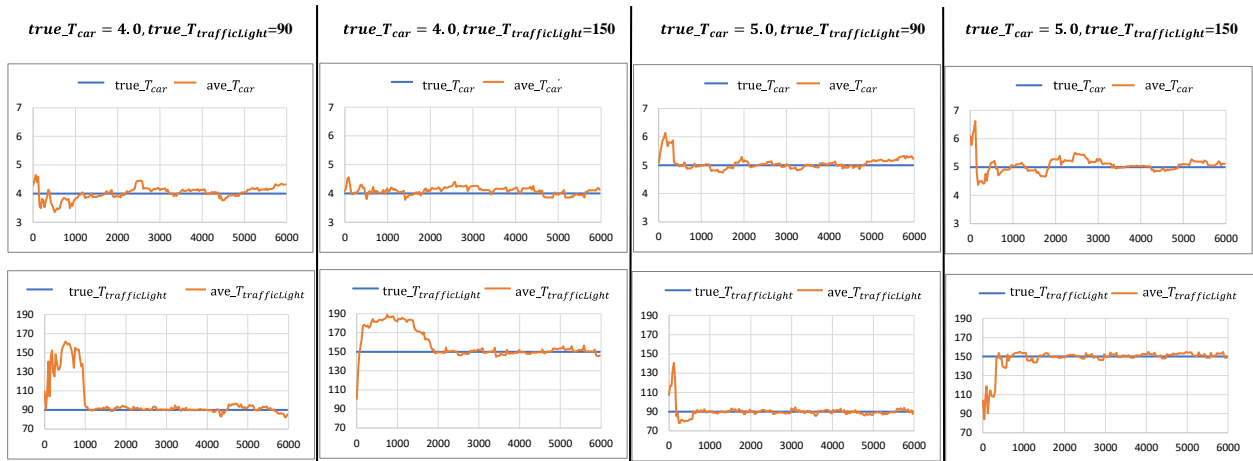 true_T_car = 4.0, true_T_trafficLight=90
true_T_car = 4.0, true_T_trafficLight=150
true_T_car = 5.0, true_T_trafficLight=90
true_T_car = 5.0, true_T_trafficLight=150
true_T_car ave_T_car
7
6
5
4
3
0 1000 2000 3000 4000 5000 6000
true_T_car ave_T_car
7
6
5
4
3
0 1000 2000 3000 4000 5000 6000
true_T_car ave_T_car
7
6
5
4
3
0 1000 2000 3000 4000 5000 6000
true_T_car ave_T_car
7
6
5
4
3
0 1000 2000 3000 4000 5000 6000
true_T_trafficLight ave_T_trafficLight
190
170
150
130
110
90
70
0 1000 2000 3000 4000 5000 6000
true_T_trafficLight ave_T_trafficLight
190
170
150
130
110
90
70
0 1000 2000 3000 4000 5000 6000
true_T_trafficLight ave_T_trafficLight
190
170
150
130
110
90
70
0 1000 2000 3000 4000 5000 6000
true_T_trafficLight ave_T_trafficLight
190
170
150
130
110
90
70
0 1000 2000 3000 4000 5000 6000